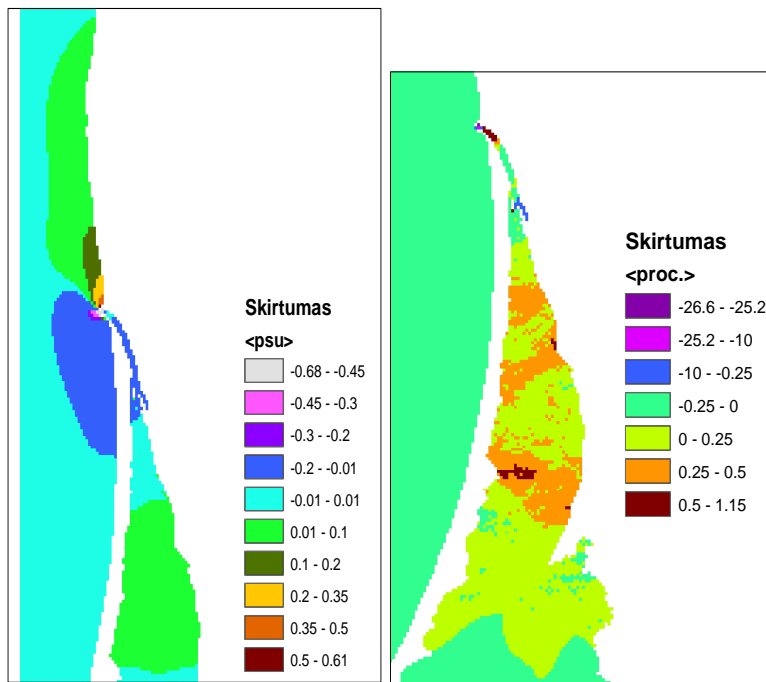 Skirtumas
<psu>
-0.68 - -0.45
-0.45 - -0.3
-0.3 - -0.2
-0.2 - -0.01
-0.01 - 0.01
0.01 - 0.1
0.1 - 0.2
0.2 - 0.35
0.35 - 0.5
0.5 - 0.61
Skirtumas
<proc.>
-26.6 - -25.2
-25.2 - -10
-10 - -0.25
-0.25 - 0
0 - 0.25
0.25 - 0.5
0.5 - 1.15